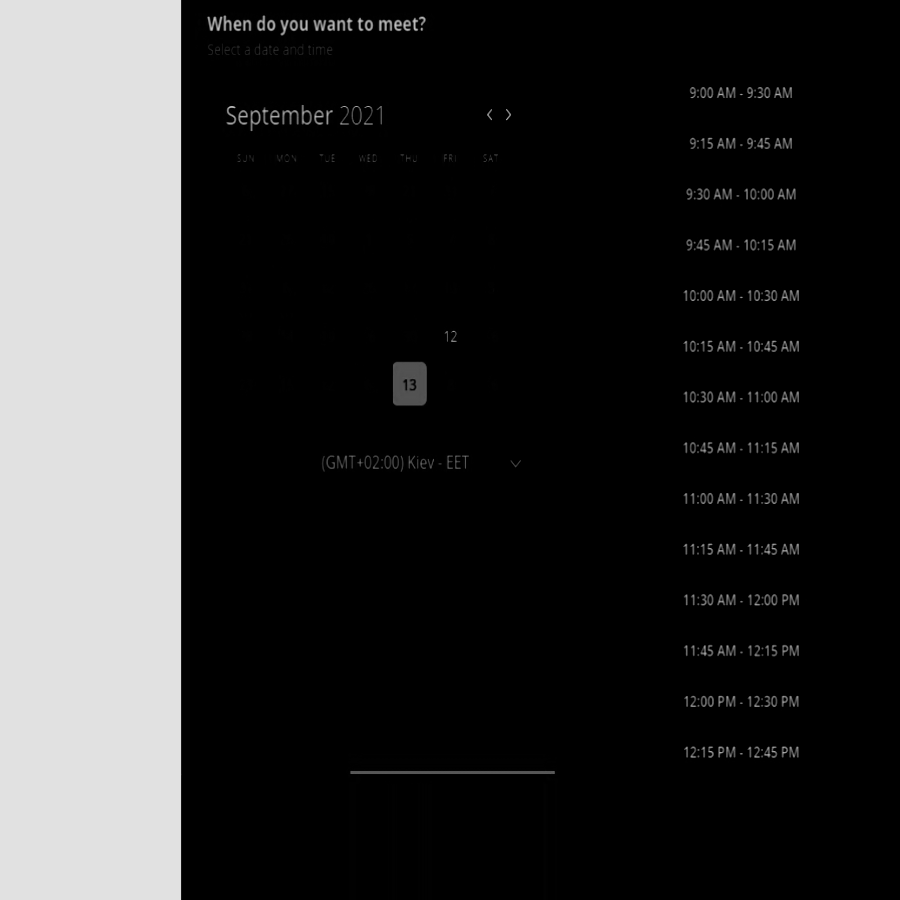 When do you want to meet?
Select a date and time
September 2021
SUN MON TUE WED THU FRI SAT
12
13
(GMT+02:00) Kiev - EET
9:00 AM - 9:30 AM
9:15 AM - 9:45 AM
9:30 AM - 10:00 AM
9:45 AM - 10:15 AM
10:00 AM - 10:30 AM
10:15 AM - 10:45 AM
10:30 AM - 11:00 AM
10:45 AM - 11:15 AM
11:00 AM - 11:30 AM
11:15 AM - 11:45 AM
11:30 AM - 12:00 PM
11:45 AM - 12:15 PM
12:00 PM - 12:30 PM
12:15 PM - 12:45 PM